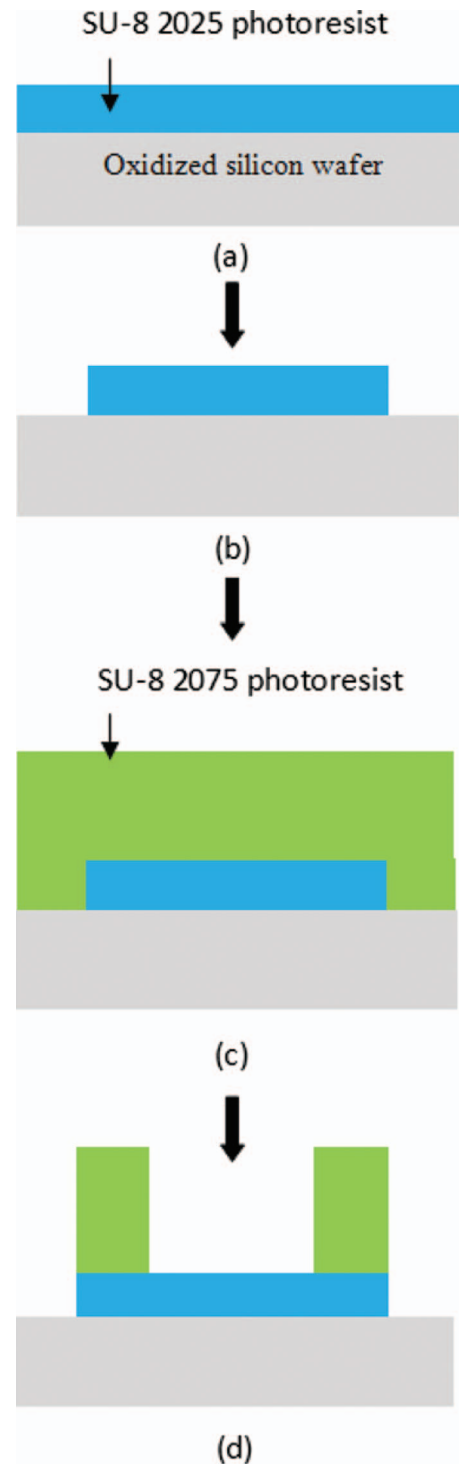 SU-8 2025 photoresist
Oxidized silicon wafer
(a)
(b)
SU-8 2075 photoresist
(c)
(d)